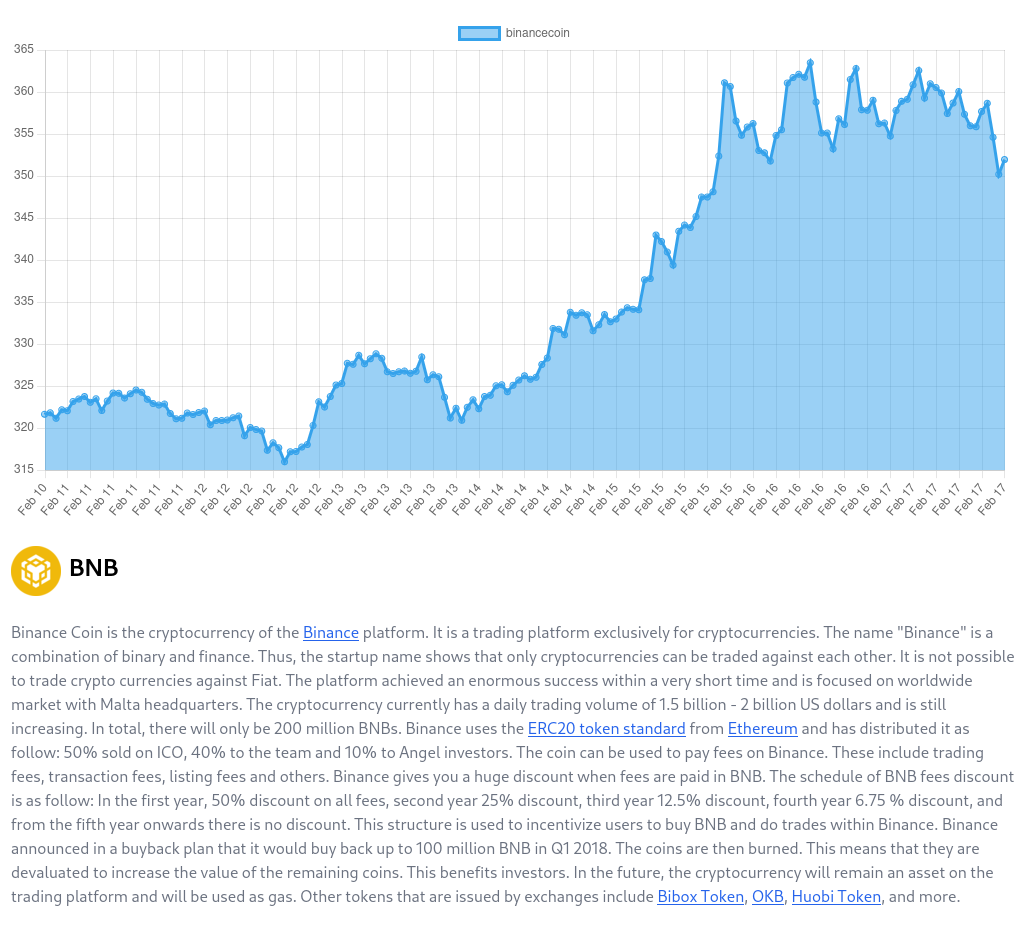 binancecoin
365
360
355
350
345
340
335
330
325
320
315
Feb 10
Feb 11
Feb 11
Feb 11
Feb 11
Feb 11
Feb 11
Feb 12
Feb 12
Feb 12
Feb 12
Feb 12
Feb 12
Feb 13
Feb 13
Feb 13
Feb 13
Feb 13
Feb 13
Feb 14
Feb 14
Feb 14
Feb 14
Feb 14
Feb 14
Feb 15
Feb 15
Feb 15
Feb 15
Feb 15
Feb 15
Feb 16
Feb 16
Feb 16
Feb 16
Feb 16
Feb 16
Feb 17
Feb 17
Feb 17
Feb 17
Feb 17
Feb 17
BNB
Binance Coin is the cryptocurrency of the Binance platform. It is a trading platform exclusively for cryptocurrencies. The name "Binance" is a
combination of binary and finance. Thus, the startup name shows that only cryptocurrencies can be traded against each other. It is not possible
to trade crypto currencies against Fiat. The platform achieved an enormous success within a very short time and is focused on worldwide
market with Malta headquarters. The cryptocurrency currently has a daily trading volume of 1.5 billion - 2 billion US dollars and is still
increasing. In total, there will only be 200 million BNBs. Binance uses the ERC20 token standard from Ethereum and has distributed it as
follow: 50% sold on ICO, 40% to the team and 10% to Angel investors. The coin can be used to pay fees on Binance. These include trading
fees, transaction fees, listing fees and others. Binance gives you a huge discount when fees are paid in BNB. The schedule of BNB fees discount
is as follow: In the first year, 50% discount on all fees, second year 25% discount, third year 12.5% discount, fourth year 6.75 % discount, and
from the fifth year onwards there is no discount. This structure is used to incentivize users to buy BNB and do trades within Binance. Binance
announced in a buyback plan that it would buy back up to 100 million BNB in Q1 2018. The coins are then burned. This means that they are
devaluated to increase the value of the remaining coins. This benefits investors. In the future, the cryptocurrency will remain an asset on the
trading platform and will be used as gas. Other tokens that are issued by exchanges include Bibox Token, OKB, Huobi Token, and more.